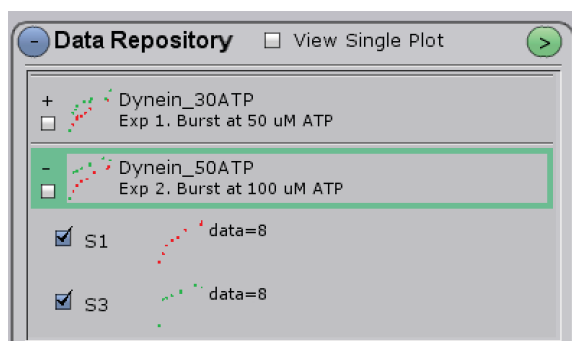 - Data Repository View Single Plot >
+ Dynein_30ATP
Exp 1. Burst at 50 uM ATP
- Dynein_50ATP
Exp 2. Burst at 100 uM ATP
S1 data=8
S3 data=8